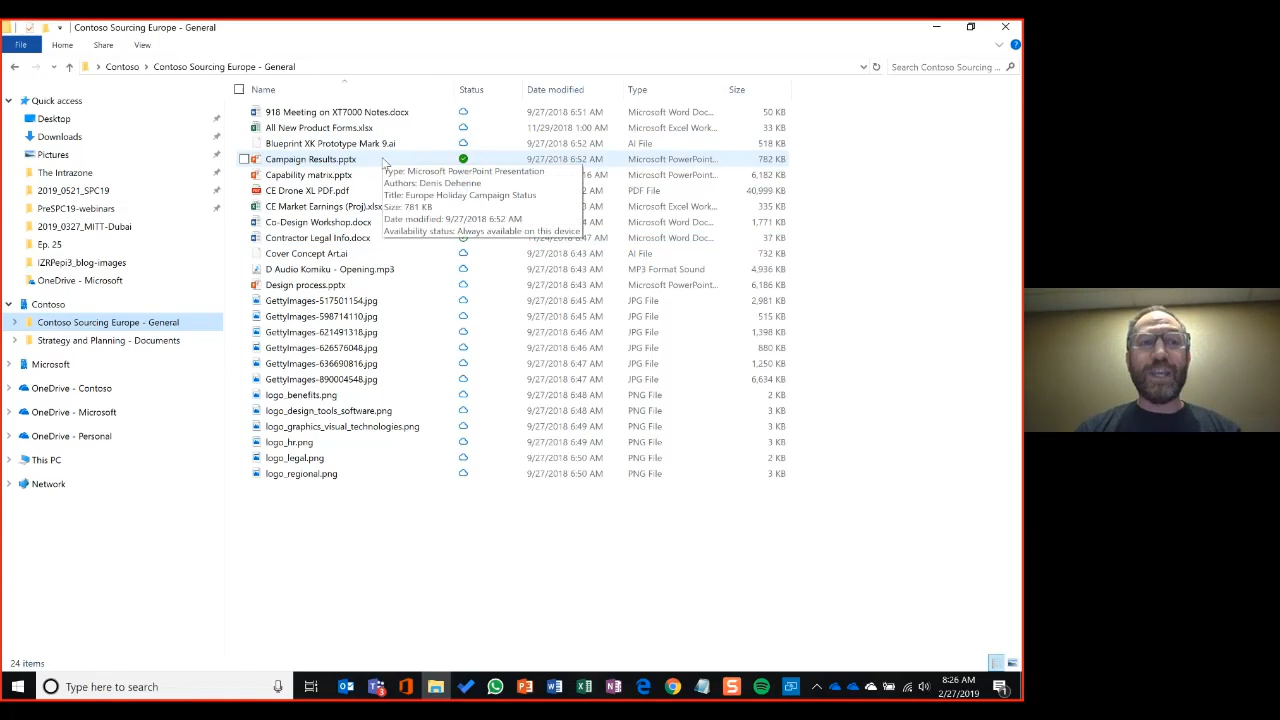 Contoso Sourcing Europe - General
File Home Share View
Contoso Contoso Sourcing Europe - General Search Contoso Sourcing ...
Quick access
Desktop
Downloads
Pictures
The Intrazone
2019_0521_SPC19
PreSPC19-webinars
2019_0327_MITT-Dubai
Ep. 25
IZRPepi3_blog-images
OneDrive - Microsoft
Contoso
Contoso Sourcing Europe - General
Strategy and Planning - Documents
Microsoft
OneDrive - Contoso
OneDrive - Microsoft
OneDrive - Personal
This PC
Network
Name Status Date modified Type Size
918 Meeting on XT7000 Notes.docx 9/27/2018 6:51 AM Microsoft Word Doc... 50 KB
All New Product Forms.xlsx 11/29/2018 1:00 AM Microsoft Excel Work... 33 KB
Blueprint XK Prototype Mark 9.ai 9/27/2018 6:52 AM AI File 518 KB
Campaign Results.pptx 9/27/2018 6:52 AM Microsoft PowerPoint... 782 KB
Capability matrix.pptx Microsoft PowerPoint... 6,182 KB
CE Drone XL PDF.pdf PDF File 40,999 KB
CE Market Earnings (Proj).xlsx Microsoft Excel Work... 335 KB
Co-Design Workshop.docx Microsoft Word Doc... 1,771 KB
Contractor Legal Info.docx 9/24/2018 6:42 AM Microsoft Word Doc... 37 KB
Cover Concept Art.ai 9/27/2018 6:43 AM AI File 732 KB
D Audio Komiku - Opening.mp3 9/27/2018 6:43 AM MP3 Format Sound 4,936 KB
Design process.pptx 9/27/2018 6:43 AM Microsoft PowerPoint... 6,186 KB
GettyImages-517501154.jpg 9/27/2018 6:45 AM JPG File 2,981 KB
GettyImages-598714110.jpg 9/27/2018 6:45 AM JPG File 515 KB
GettyImages-621491318.jpg 9/27/2018 6:46 AM JPG File 1,398 KB
GettyImages-626576048.jpg 9/27/2018 6:46 AM JPG File 880 KB
GettyImages-636690816.jpg 9/27/2018 6:47 AM JPG File 1,250 KB
GettyImages-890004548.jpg 9/27/2018 6:47 AM JPG File 6,634 KB
logo_benefits.png 9/27/2018 6:48 AM PNG File 2 KB
logo_design_tools_software.png 9/27/2018 6:48 AM PNG File 3 KB
logo_graphics_visual_technologies.png 9/27/2018 6:49 AM PNG File 3 KB
logo_hr.png 9/27/2018 6:49 AM PNG File 3 KB
logo_legal.png 9/27/2018 6:50 AM PNG File 2 KB
logo_regional.png 9/27/2018 6:50 AM PNG File 3 KB
Type: Microsoft PowerPoint Presentation
Authors: Denis Dehenne
Title: Europe Holiday Campaign Status
Size: 781 KB
Date modified: 9/27/2018 6:52 AM
Availability status: Always available on this device
24 items
Type here to search
8:26 AM
2/27/2019